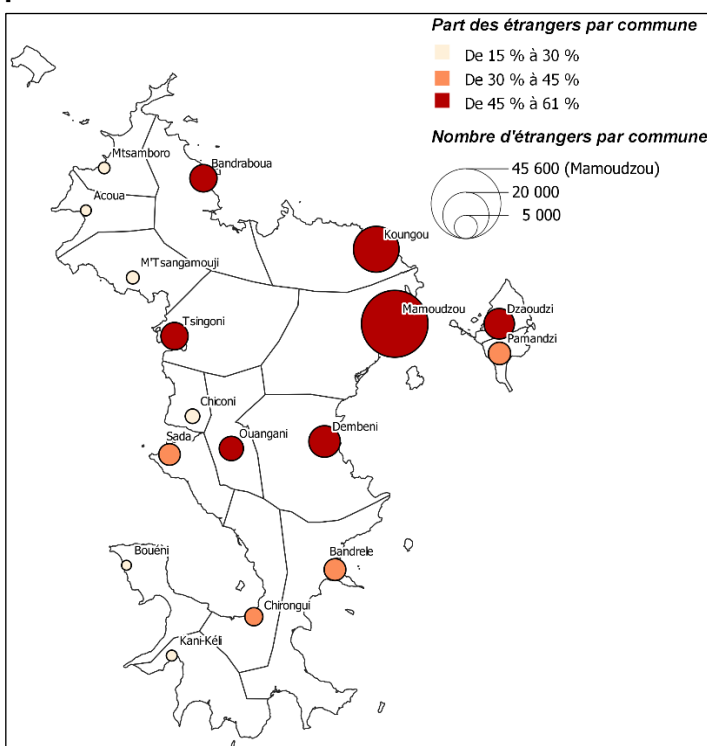 Part des étrangers par commune
De 15 % à 30 %
De 30 % à 45 %
De 45 % à 61 %
Nombre d'étrangers par commune
45 600 (Mamoudzou)
20 000
5 000
Mtsamboro
Bandraboua
Acoua
Koungou
M'Tsangamouji
Mamoudzou
Dzaoudzi
Tsingoni
Pamandzi
Chiconi
Dembeni
Ouangani
Sada
Bouéni
Bandrele
Chirongui
Kani-Kéli